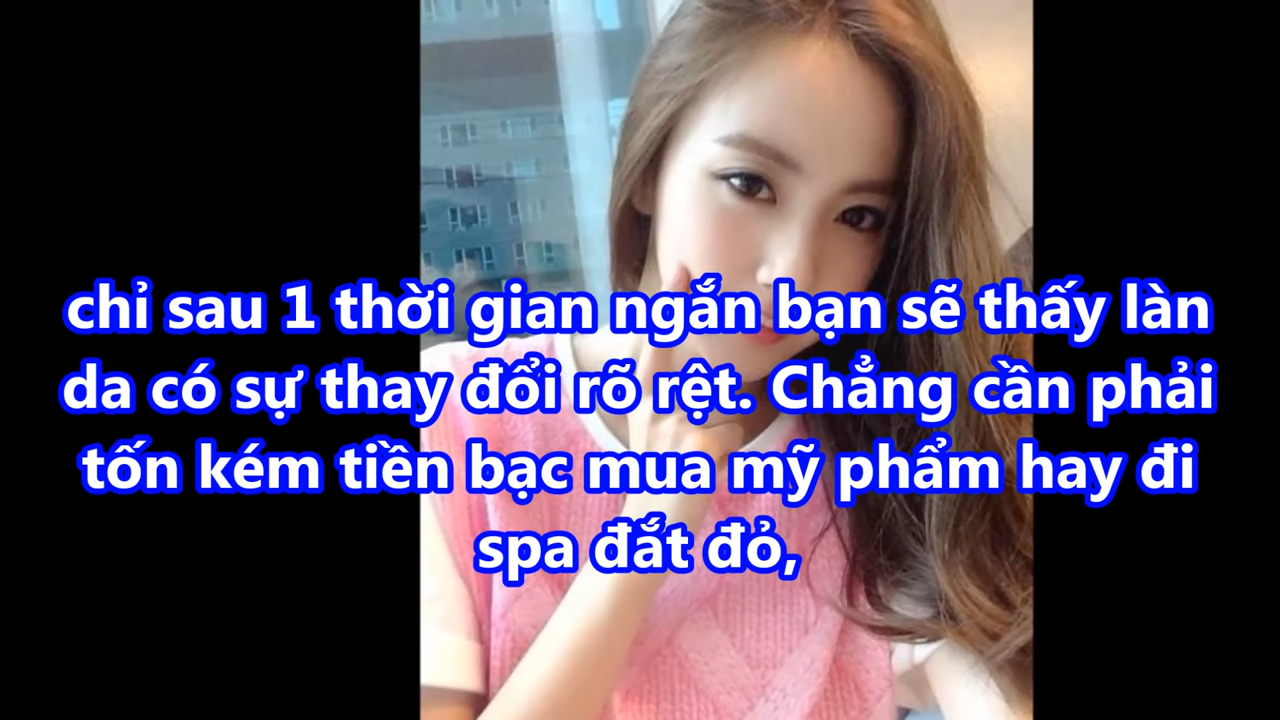 chỉ sau 1 thời gian ngắn bạn sẽ thấy làn
da có sự thay đổi rõ rệt. Chẳng cần phải
tốn kém tiền bạc mua mỹ phẩm hay đi
spa đắt đỏ,